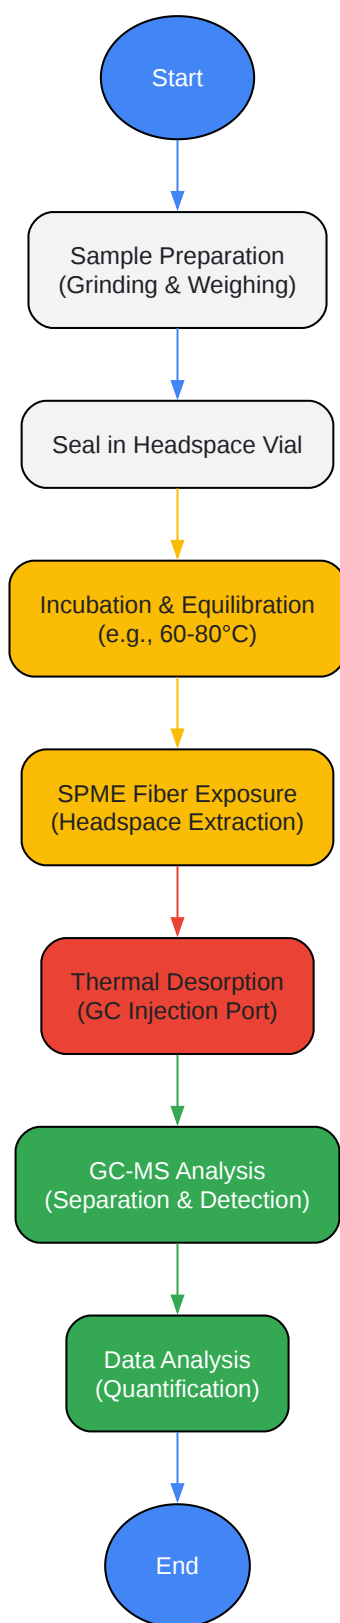 Start
Sample Preparation
(Grinding & Weighing)
Seal in Headspace Vial
Incubation & Equilibration
(e.g., 60-80°C)
SPME Fiber Exposure
(Headspace Extraction)
Thermal Desorption
(GC Injection Port)
GC-MS Analysis
(Separation & Detection)
Data Analysis
(Quantification)
End